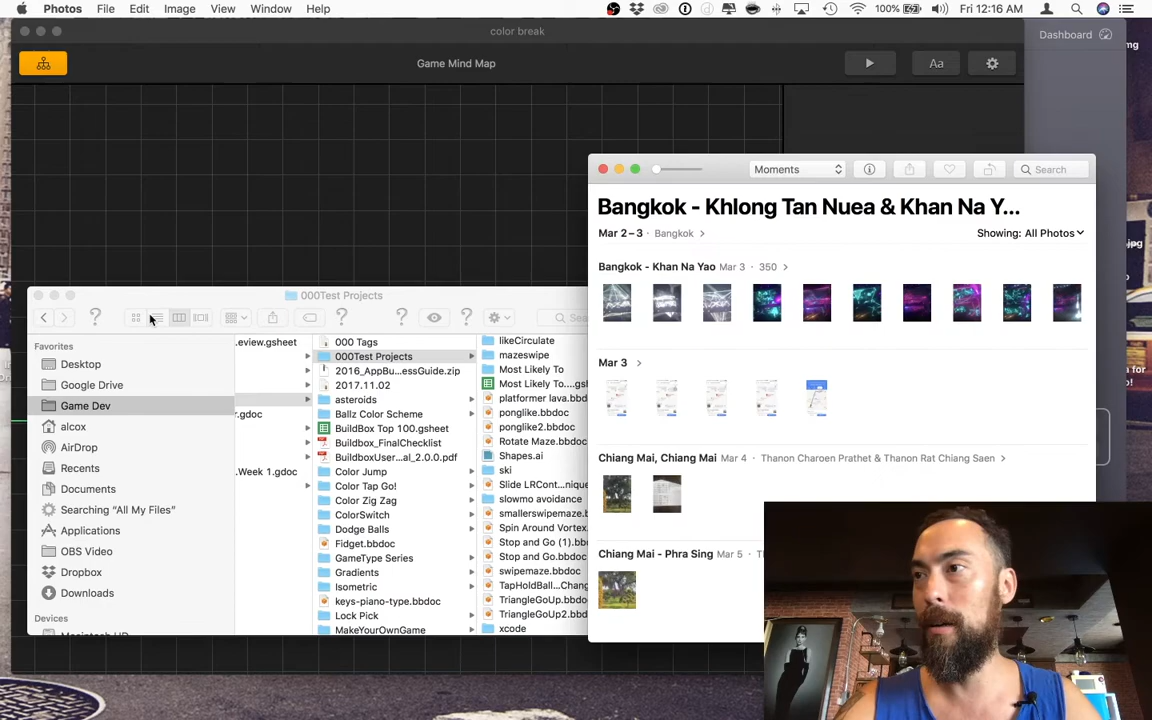 Photos File Edit Image View Window Help 100% Fri 12:16 AM
color break
Dashboard
Game Mind Map
Aa
Moments
Search
Bangkok - Khlong Tan Nuea & Khan Na Y...
Mar 2 – 3 · Bangkok
Showing: All Photos
Bangkok - Khan Na Yao Mar 3 · 350
Mar 3
Chiang Mai, Chiang Mai Mar 4 · Thanon Charoen Prathet & Thanon Rat Chiang Saen
Chiang Mai - Phra Sing Mar 5
000Test Projects
Favorites
Desktop
Google Drive
Game Dev
alcox
AirDrop
Recents
Documents
Searching “All My Files”
Applications
OBS Video
Dropbox
Downloads
Devices
.eview.gsheet
r.gdoc
.Week 1.gdoc
000 Tags
000Test Projects
2016_AppBu...essGuide.zip
2017.11.02
asteroids
Ballz Color Scheme
BuildBox Top 100.gsheet
Buildbox_FinalChecklist
BuildboxUser...al_2.0.0.pdf
Color Jump
Color Tap Go!
Color Zig Zag
ColorSwitch
Dodge Balls
Fidget.bbdoc
GameType Series
Gradients
Isometric
keys-piano-type.bbdoc
Lock Pick
MakeYourOwnGame
likeCirculate
mazeswipe
Most Likely To
Most Likely To....gsh
platformer lava.bbdoc
ponglike.bbdoc
ponglike2.bbdoc
Rotate Maze.bbdoc
Shapes.ai
ski
Slide LRCont...nique
slowmo avoidance
smallerswipemaze.bb
Spin Around Vortex.
Stop and Go (1).bbdo
Stop and Go.bbdoc
swipemaze.bbdoc
TapHoldBall...Chang
TriangleGoUp.bbdoc
TriangleGoUp2.bbdoc
xcode